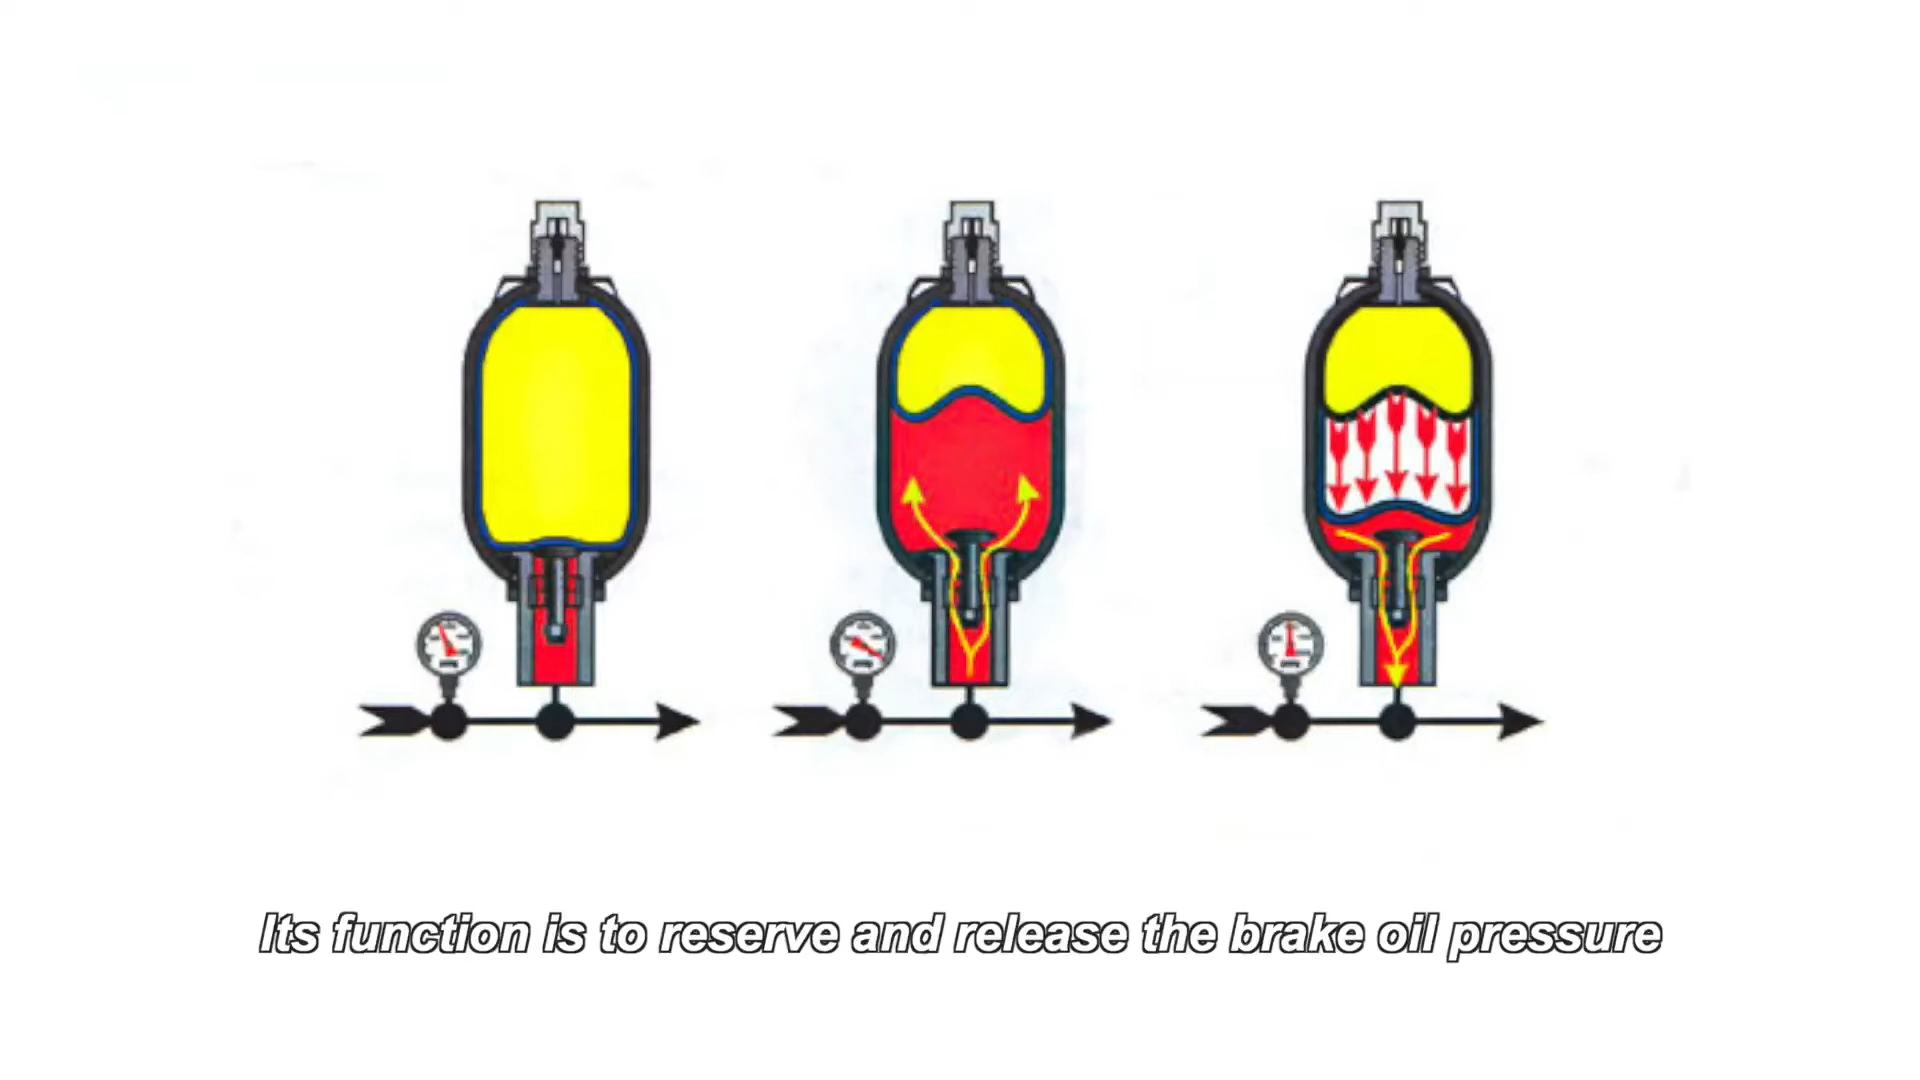 Its function is to reserve and release the brake oil pressure